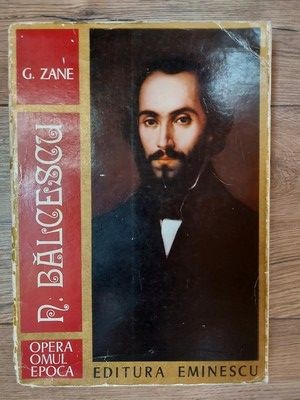 G. ZANE
N. BĂLCESCU
OPERA
OMUL
EPOCA
EDITURA EMINESCU